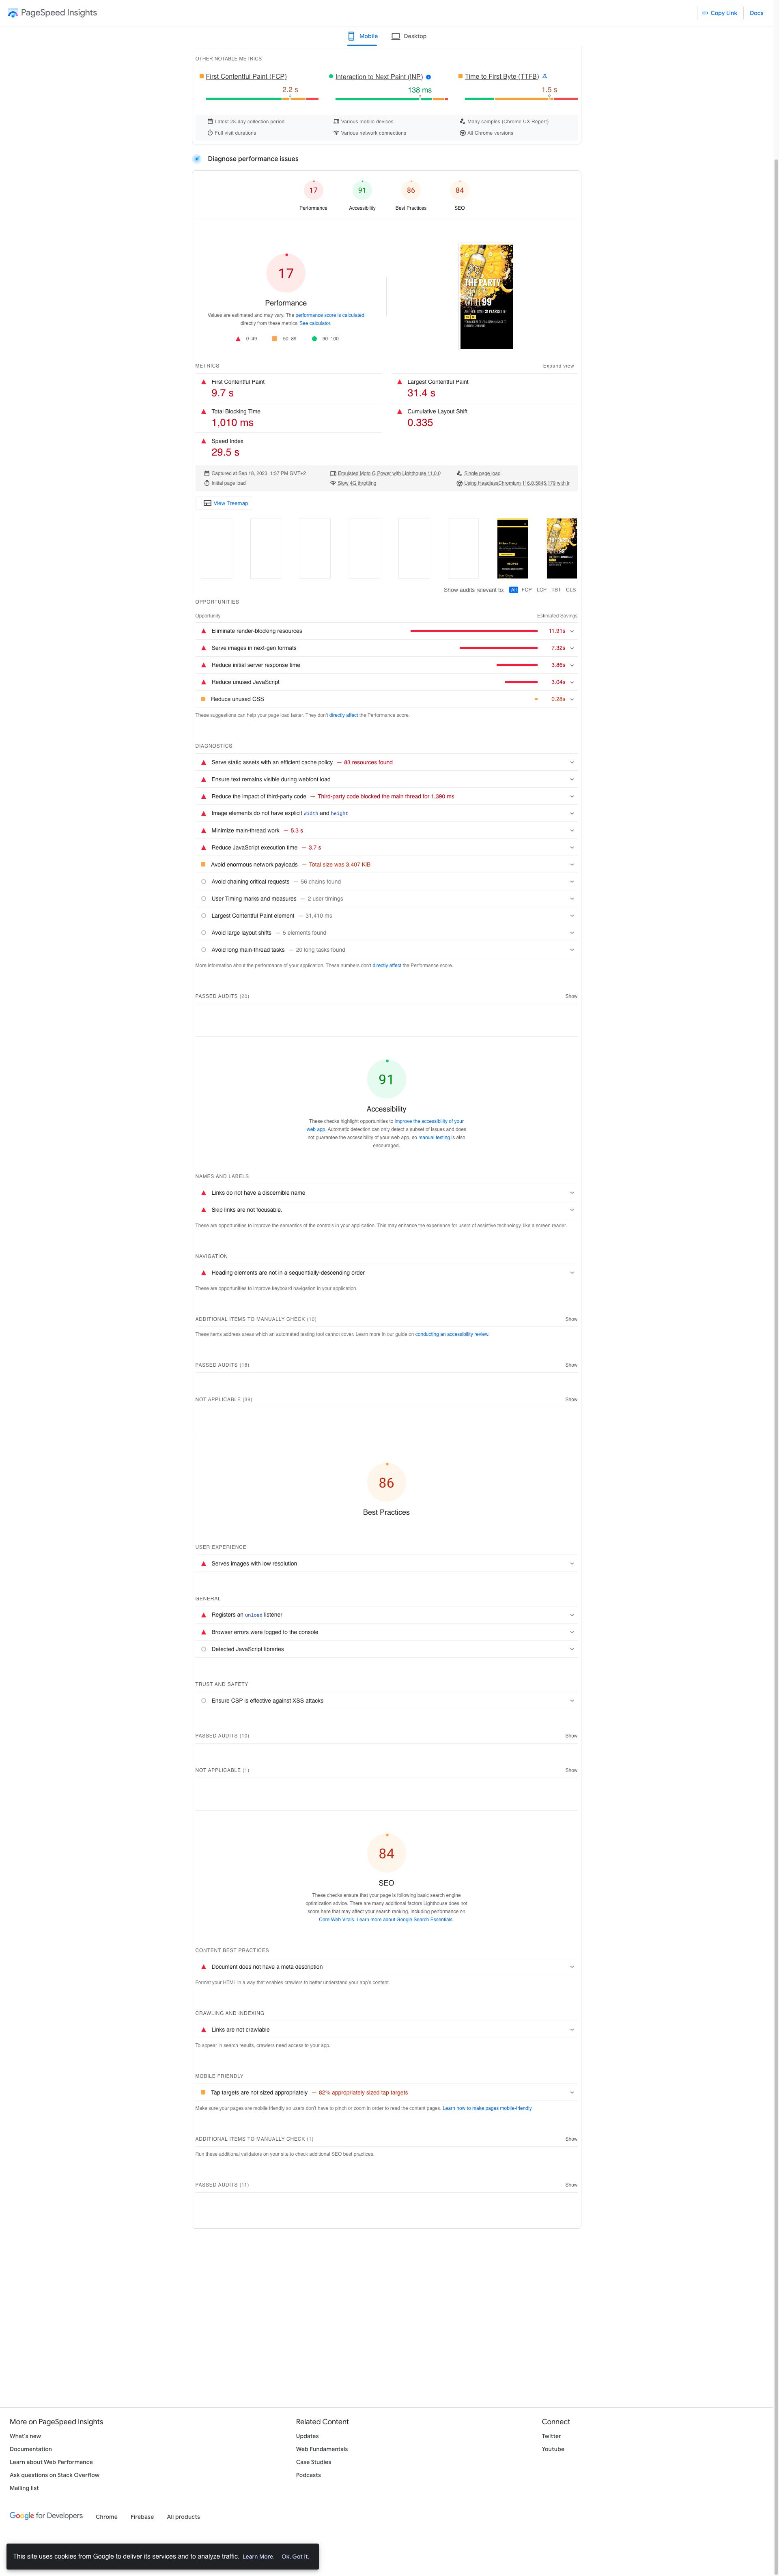 PageSpeed Insights
Copy Link
Docs
Mobile
Desktop
OTHER NOTABLE METRICS
First Contentful Paint (FCP)
2.2 s
Interaction to Next Paint (INP)
138 ms
Time to First Byte (TTFB)
1.5 s
Latest 28-day collection period
Various mobile devices
Many samples (Chrome UX Report)
Full visit durations
Various network connections
All Chrome versions
Diagnose performance issues
17
91
86
84
Performance
Accessibility
Best Practices
SEO
17
Performance
Values are estimated and may vary. The performance score is calculated
directly from these metrics. See calculator.
0–49
50–89
90–100
THE PARTY
WITH 99
ARE YOU OVER 21 YEARS OLD?
METRICS
Expand view
First Contentful Paint
9.7 s
Largest Contentful Paint
31.4 s
Total Blocking Time
1,010 ms
Cumulative Layout Shift
0.335
Speed Index
29.5 s
Captured at Sep 19, 2023, 1:37 PM GMT+2
Emulated Moto G Power with Lighthouse 11.0.0
Single page load
Initial page load
Slow 4G throttling
Using HeadlessChromium 116.0.5845.179 with lr
View Treemap
Show audits relevant to: All FCP LCP TBT CLS
OPPORTUNITIES
Opportunity
Estimated Savings
Eliminate render-blocking resources
11.91s
Serve images in next-gen formats
7.32s
Reduce initial server response time
3.86s
Reduce unused JavaScript
3.04s
Reduce unused CSS
0.28s
These suggestions can help your page load faster. They don't directly affect the Performance score.
DIAGNOSTICS
Serve static assets with an efficient cache policy — 83 resources found
Ensure text remains visible during webfont load
Reduce the impact of third-party code — Third-party code blocked the main thread for 1,390 ms
Image elements do not have explicit width and height
Minimize main-thread work — 5.3 s
Reduce JavaScript execution time — 3.7 s
Avoid enormous network payloads — Total size was 3,407 KiB
Avoid chaining critical requests — 56 chains found
User Timing marks and measures — 2 user timings
Largest Contentful Paint element — 31,410 ms
Avoid large layout shifts — 5 elements found
Avoid long main-thread tasks — 20 long tasks found
More information about the performance of your application. These numbers don't directly affect the Performance score.
PASSED AUDITS (20)
Show
91
Accessibility
These checks highlight opportunities to improve the accessibility of your
web app. Automatic detection can only detect a subset of issues and does
not guarantee the accessibility of your web app, so manual testing is also
encouraged.
NAMES AND LABELS
Links do not have a discernible name
Skip links are not focusable.
These are opportunities to improve the semantics of the controls in your application. This may enhance the experience for users of assistive technology, like a screen reader.
NAVIGATION
Heading elements are not in a sequentially-descending order
These are opportunities to improve keyboard navigation in your application.
ADDITIONAL ITEMS TO MANUALLY CHECK (10)
Show
These items address areas which an automated testing tool cannot cover. Learn more in our guide on conducting an accessibility review.
PASSED AUDITS (18)
Show
NOT APPLICABLE (39)
Show
86
Best Practices
USER EXPERIENCE
Serves images with low resolution
GENERAL
Registers an unload listener
Browser errors were logged to the console
Detected JavaScript libraries
TRUST AND SAFETY
Ensure CSP is effective against XSS attacks
PASSED AUDITS (10)
Show
NOT APPLICABLE (1)
Show
84
SEO
These checks ensure that your page is following basic search engine
optimization advice. There are many additional factors Lighthouse does not
score here that may affect your search ranking, including performance on
Core Web Vitals. Learn more about Google Search Essentials.
CONTENT BEST PRACTICES
Document does not have a meta description
Format your HTML in a way that enables crawlers to better understand your app's content.
CRAWLING AND INDEXING
Links are not crawlable
To appear in search results, crawlers need access to your app.
MOBILE FRIENDLY
Tap targets are not sized appropriately — 82% appropriately sized tap targets
Make sure your pages are mobile friendly so users don't have to pinch or zoom in order to read the content pages. Learn how to make pages mobile-friendly.
ADDITIONAL ITEMS TO MANUALLY CHECK (1)
Show
Run these additional validators on your site to check additional SEO best practices.
PASSED AUDITS (11)
Show
More on PageSpeed Insights
What's new
Documentation
Learn about Web Performance
Ask questions on Stack Overflow
Mailing list
Related Content
Updates
Web Fundamentals
Case Studies
Podcasts
Connect
Twitter
Youtube
Google for Developers
Chrome
Firebase
All products
This site uses cookies from Google to deliver its services and to analyze traffic. Learn More. Ok, Got it.